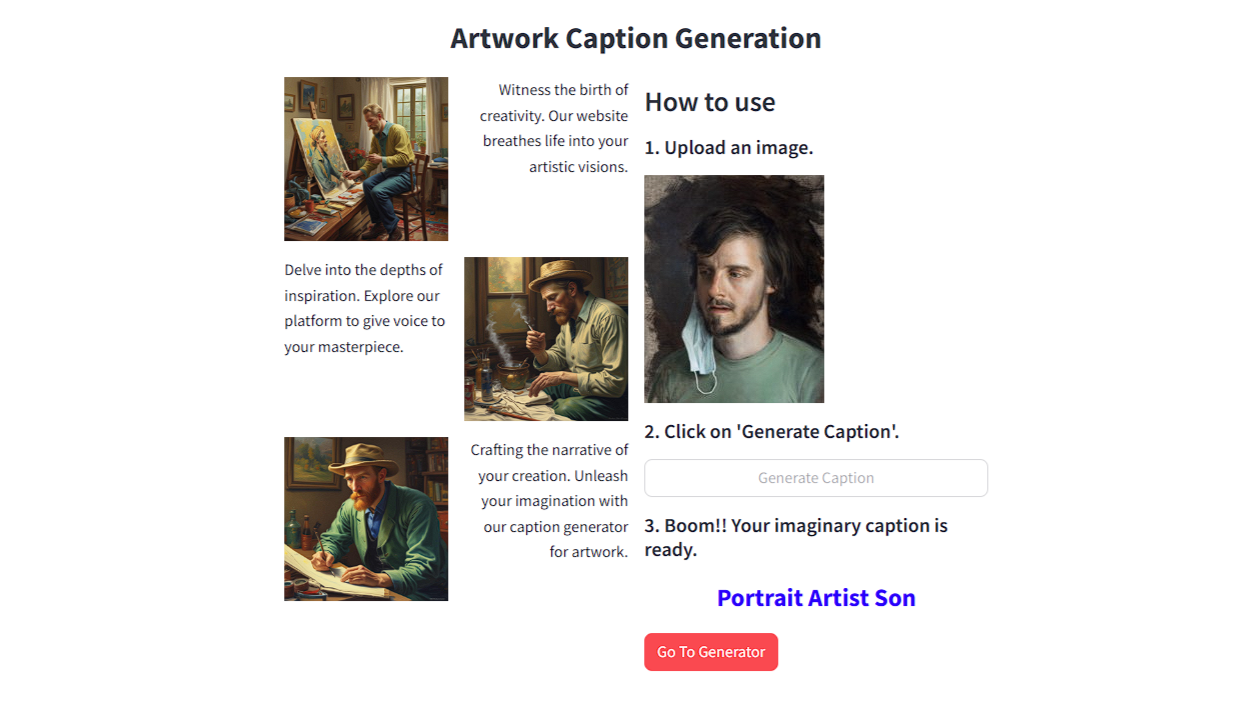 Artwork Caption Generation
Witness the birth of
creativity. Our website
breathes life into your
artistic visions.
Delve into the depths of
inspiration. Explore our
platform to give voice to
your masterpiece.
Crafting the narrative of
your creation. Unleash
your imagination with
our caption generator
for artwork.
How to use
1. Upload an image.
2. Click on 'Generate Caption'.
Generate Caption
3. Boom!! Your imaginary caption is
ready.
Portrait Artist Son
Go To Generator